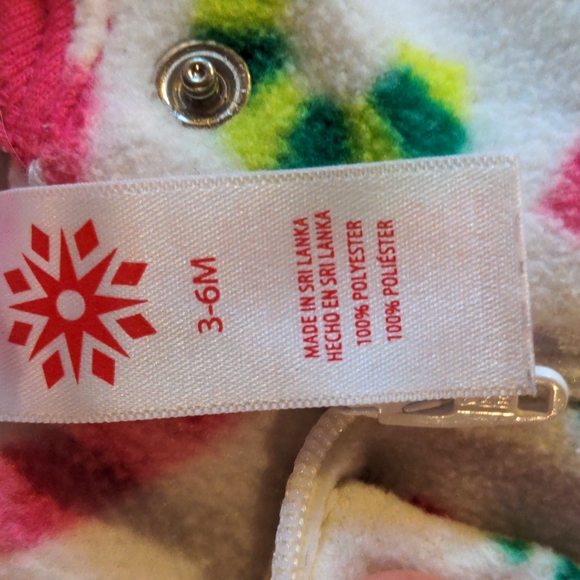 3-6M
MADE IN SRI LANKA
HECHO EN SRI LANKA
100% POLYESTER
100% POLIÉSTER